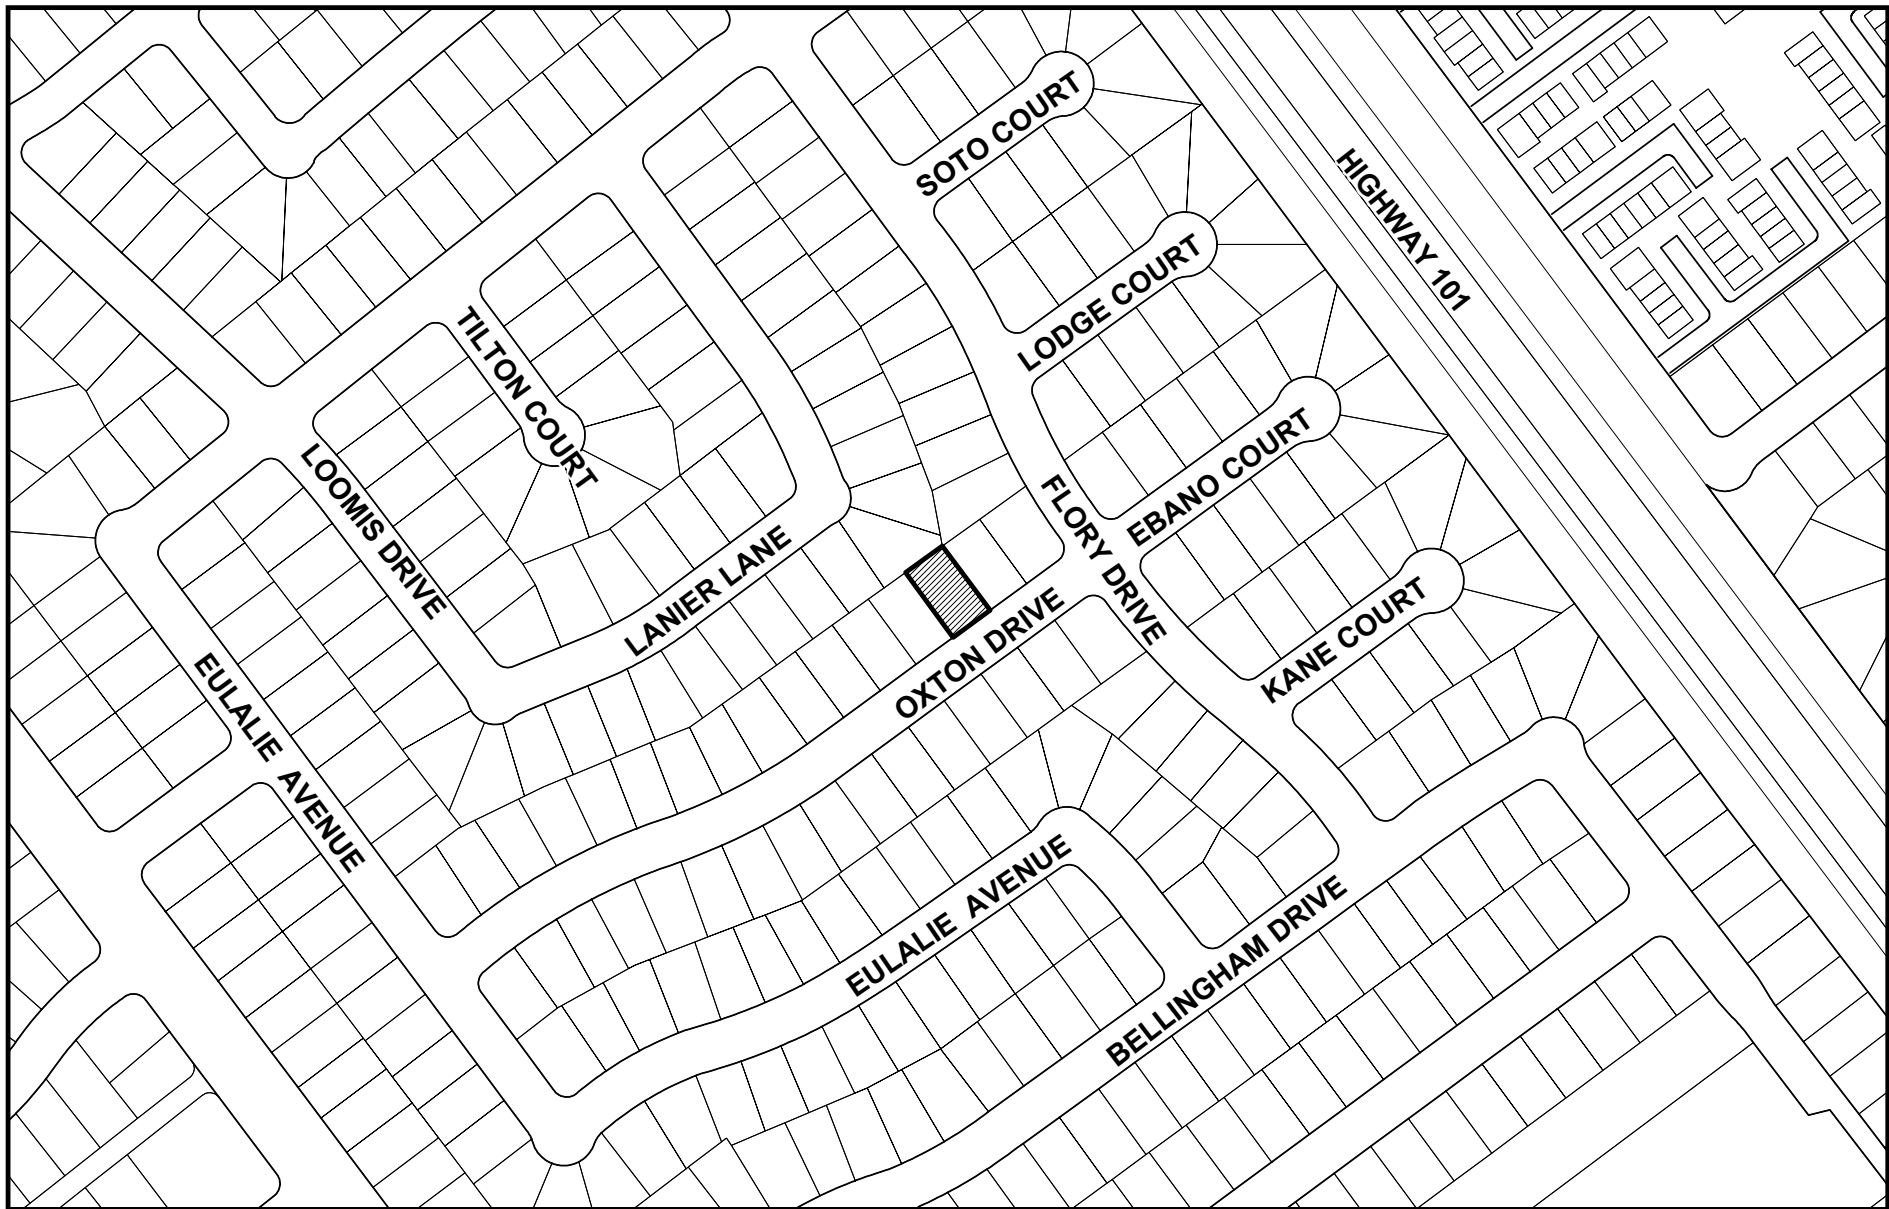 SOTO COURT
HIGHWAY 101
LODGE COURT
TILTON COURT
EBANO COURT
LOOMIS DRIVE
FLORY DRIVE
LANIER LANE
KANE COURT
OXTON DRIVE
EULALIE AVENUE
EULALIE AVENUE
BELLINGHAM DRIVE